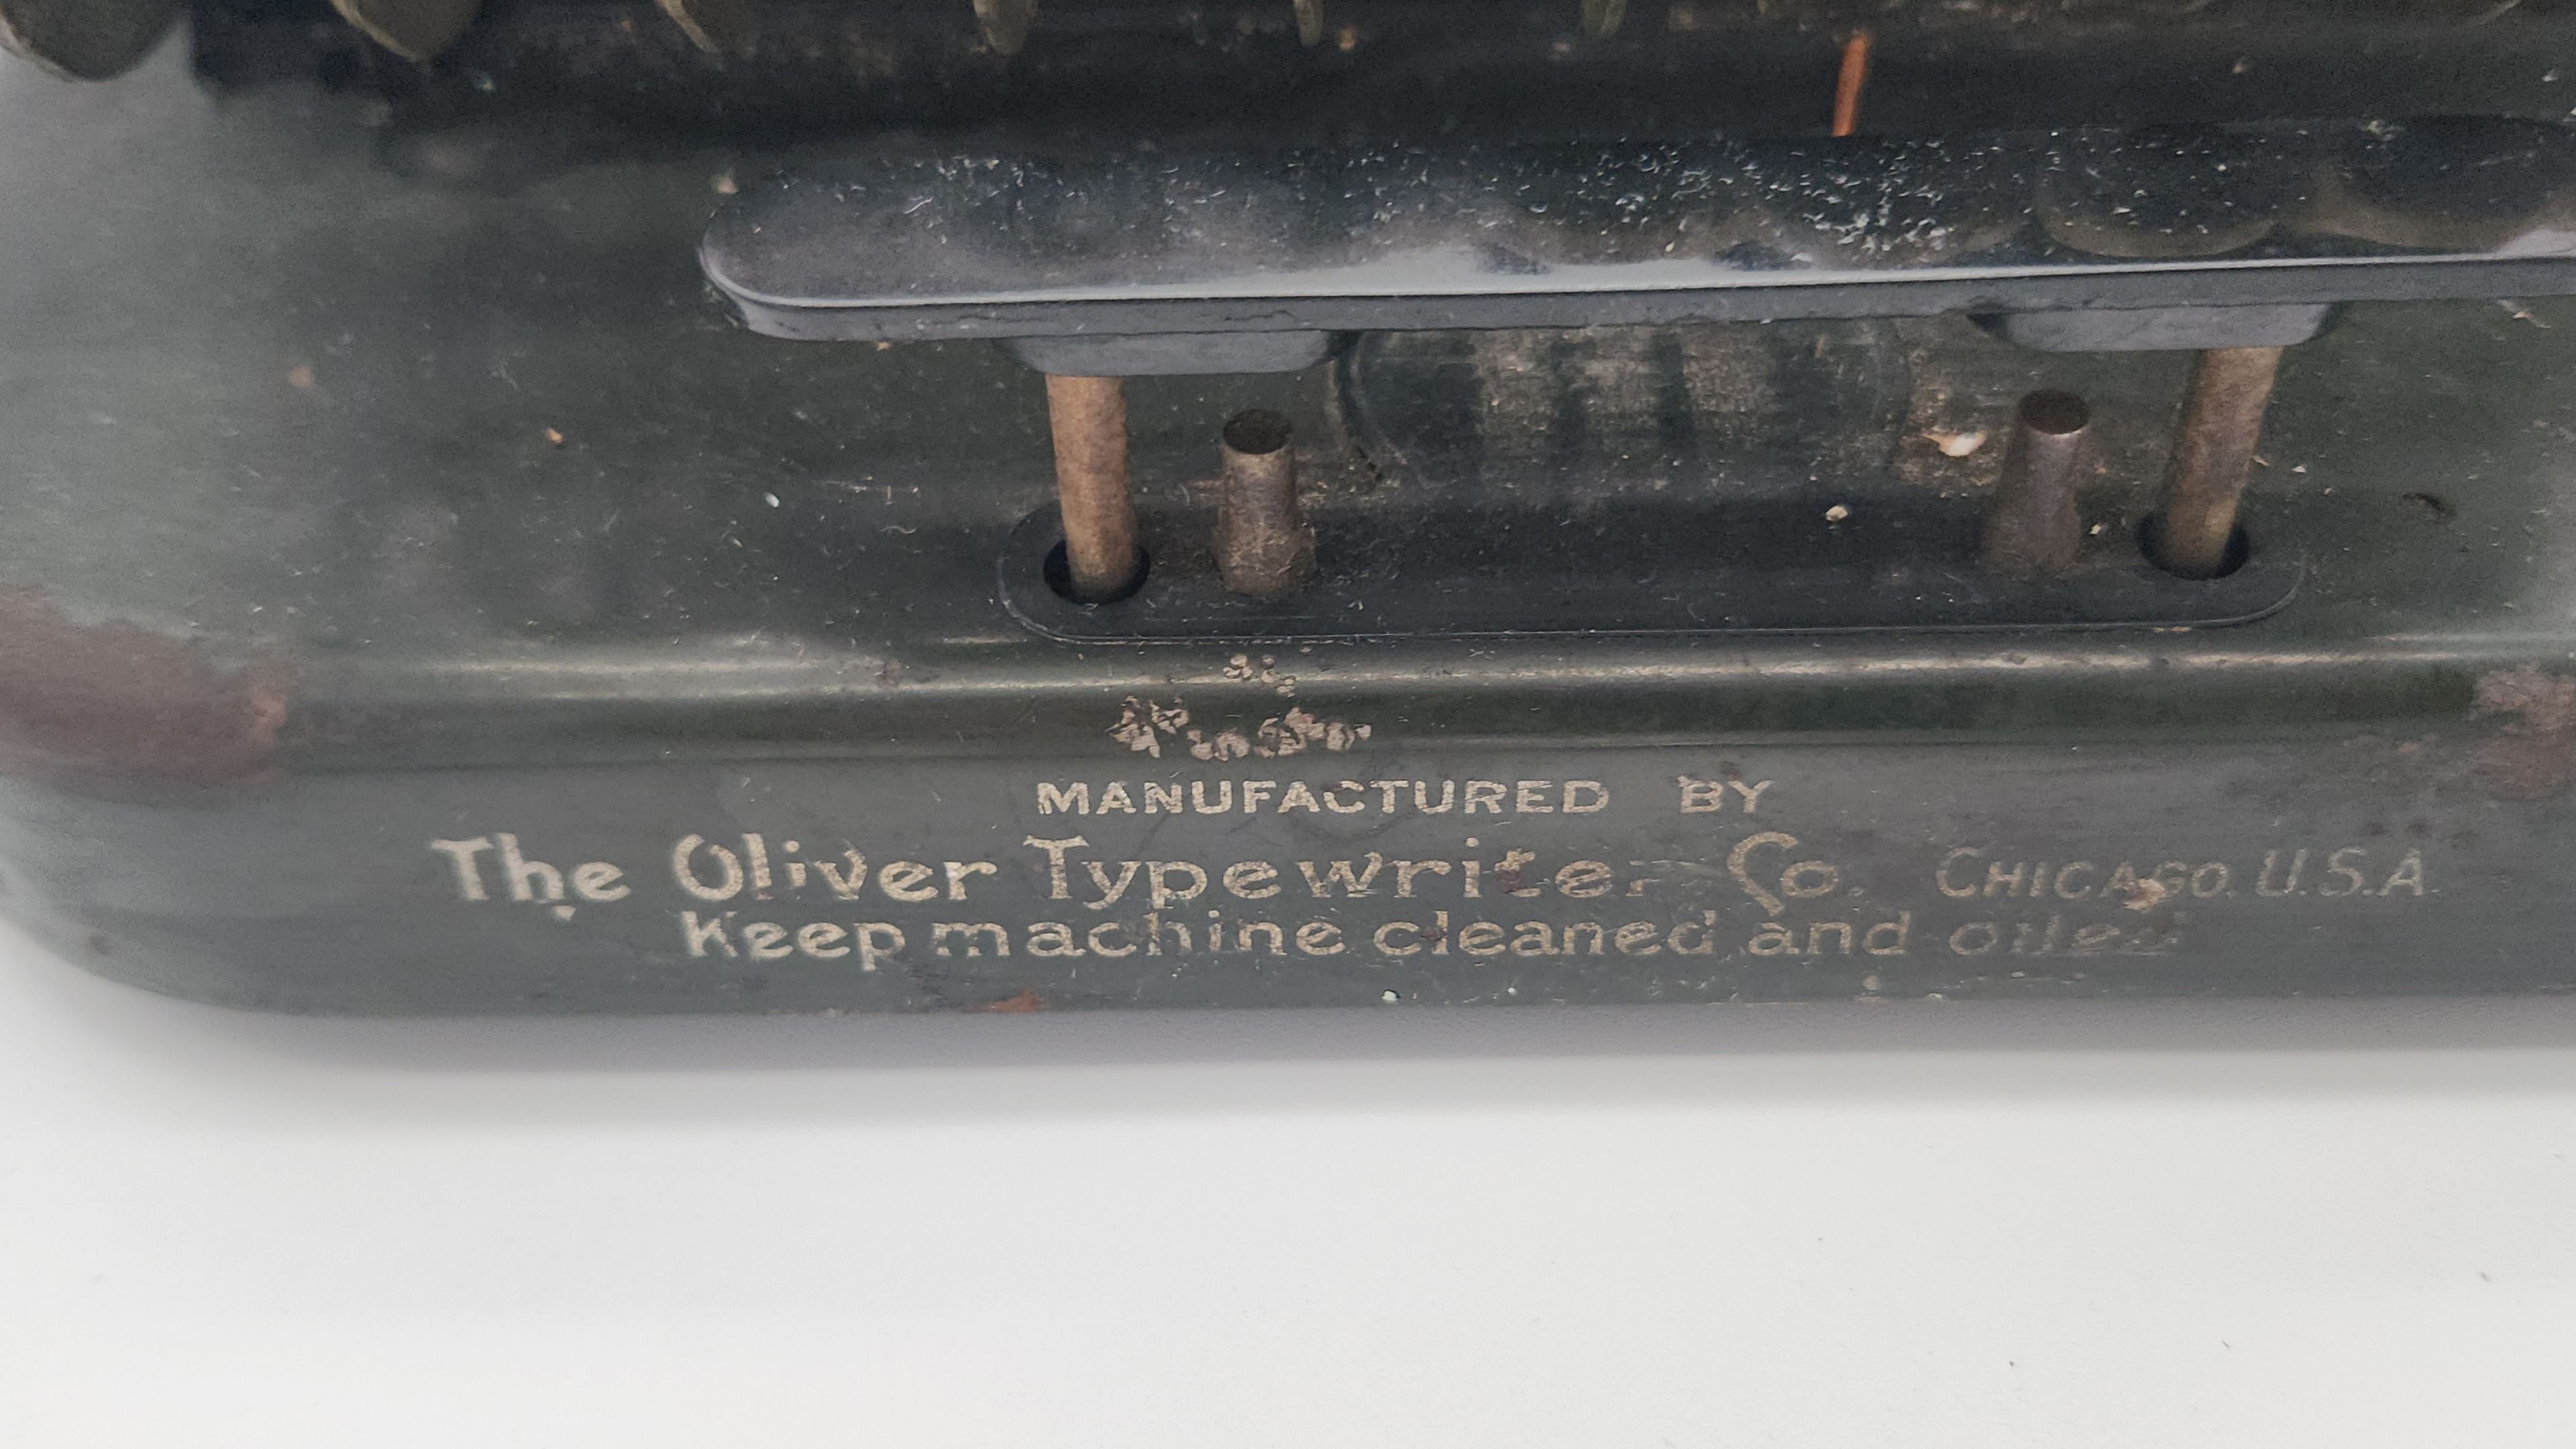 MANUFACTURED BY
The Oliver Typewriter Co. CHICAGO. U.S.A.
Keep machine cleaned and oiled